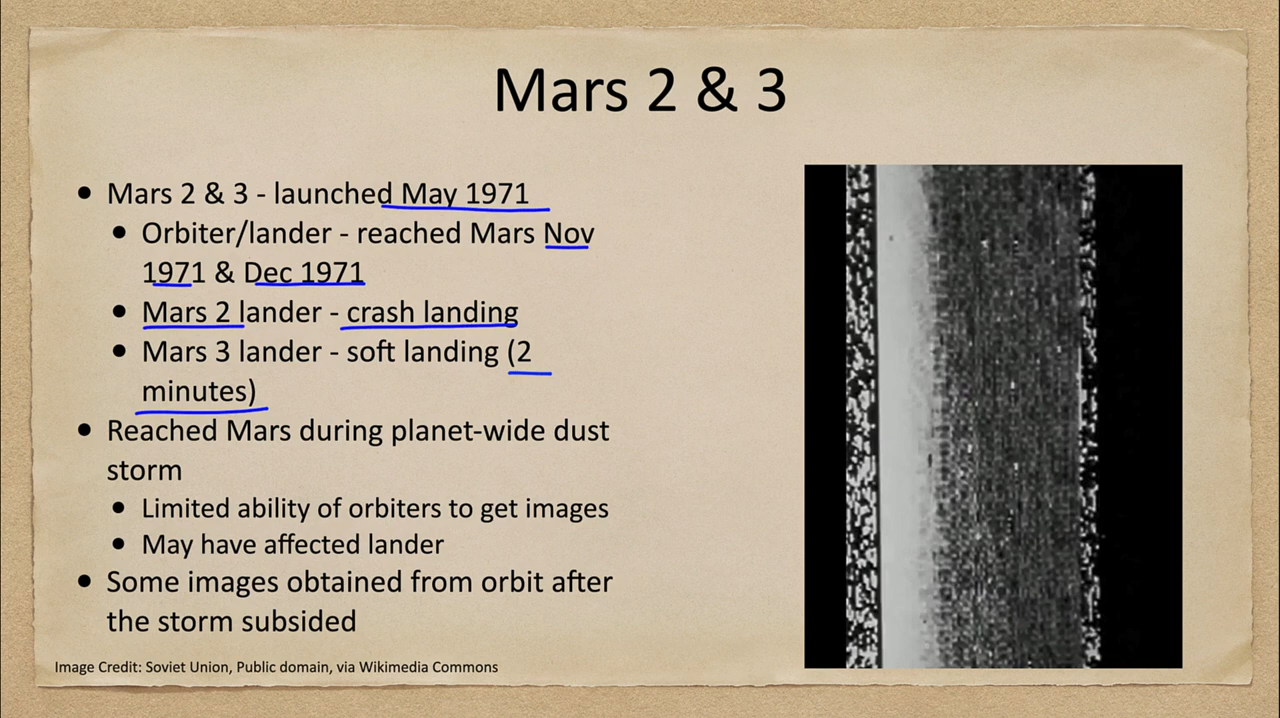 Mars 2 & 3
• Mars 2 & 3 - launched May 1971
• Orbiter/lander - reached Mars Nov
1971 & Dec 1971
• Mars 2 lander - crash landing
• Mars 3 lander - soft landing (2
minutes)
• Reached Mars during planet-wide dust
storm
• Limited ability of orbiters to get images
• May have affected lander
• Some images obtained from orbit after
the storm subsided
Image Credit: Soviet Union, Public domain, via Wikimedia Commons